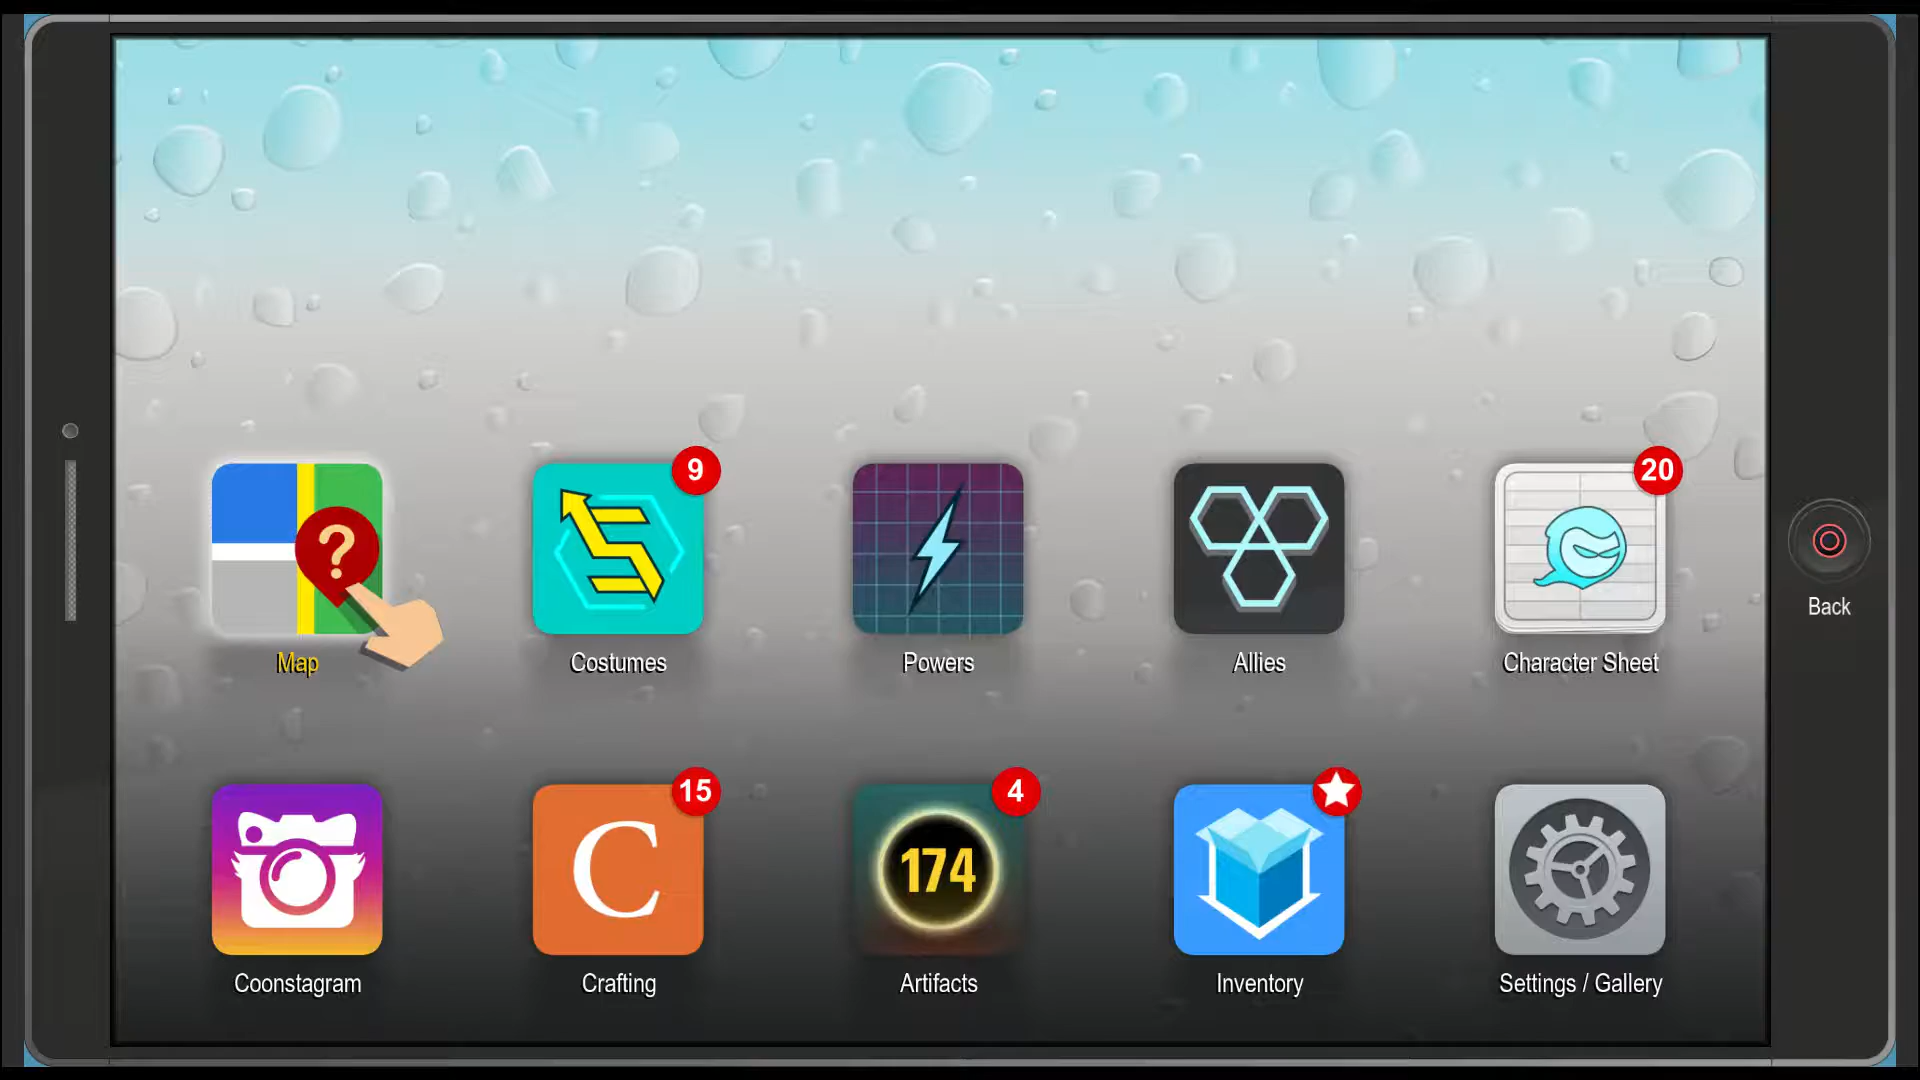 9
20
?
Map
Costumes
Powers
Allies
Character Sheet
Back
15
4
C
174
Coonstagram
Crafting
Artifacts
Inventory
Settings / Gallery